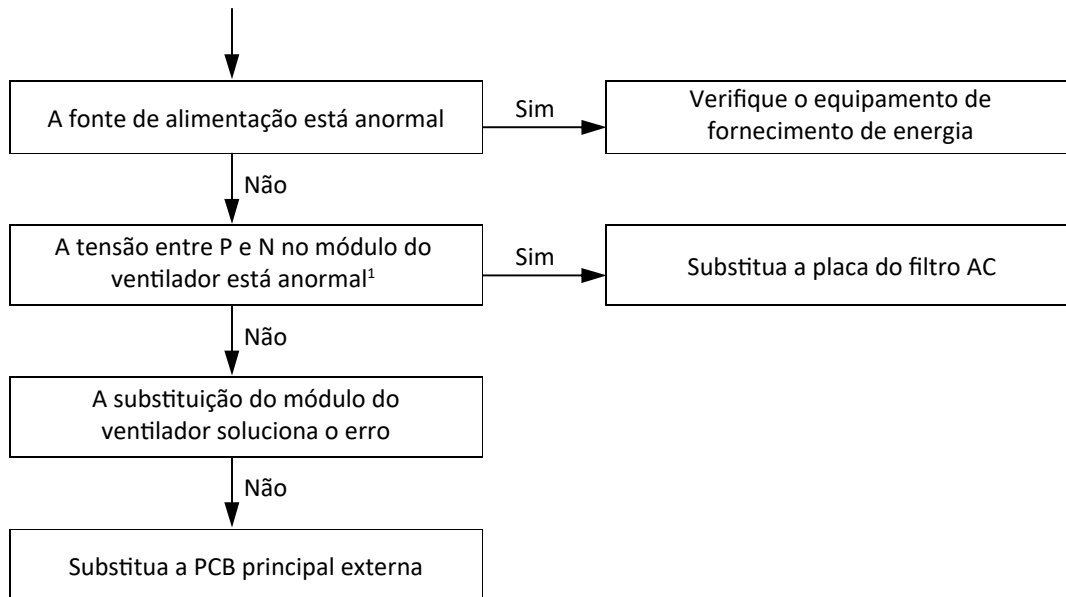 A fonte de alimentação está anormal
Sim
Verifique o equipamento de
fornecimento de energia
Não
A tensão entre P e N no módulo do
ventilador está anormal¹
Sim
Substitua a placa do filtro AC
Não
A substituição do módulo do
ventilador soluciona o erro
Não
Substitua a PCB principal externa